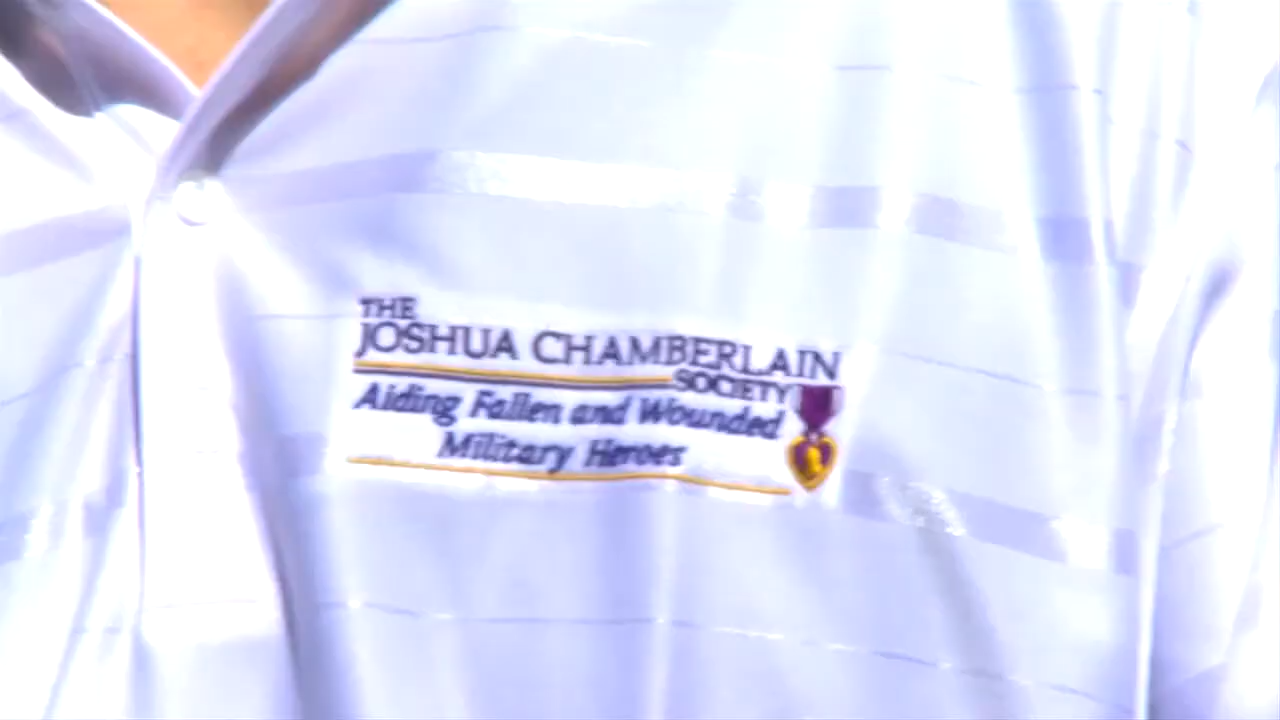 THE
JOSHUA CHAMBERLAIN
SOCIETY
Aiding Fallen and Wounded
Military Heroes